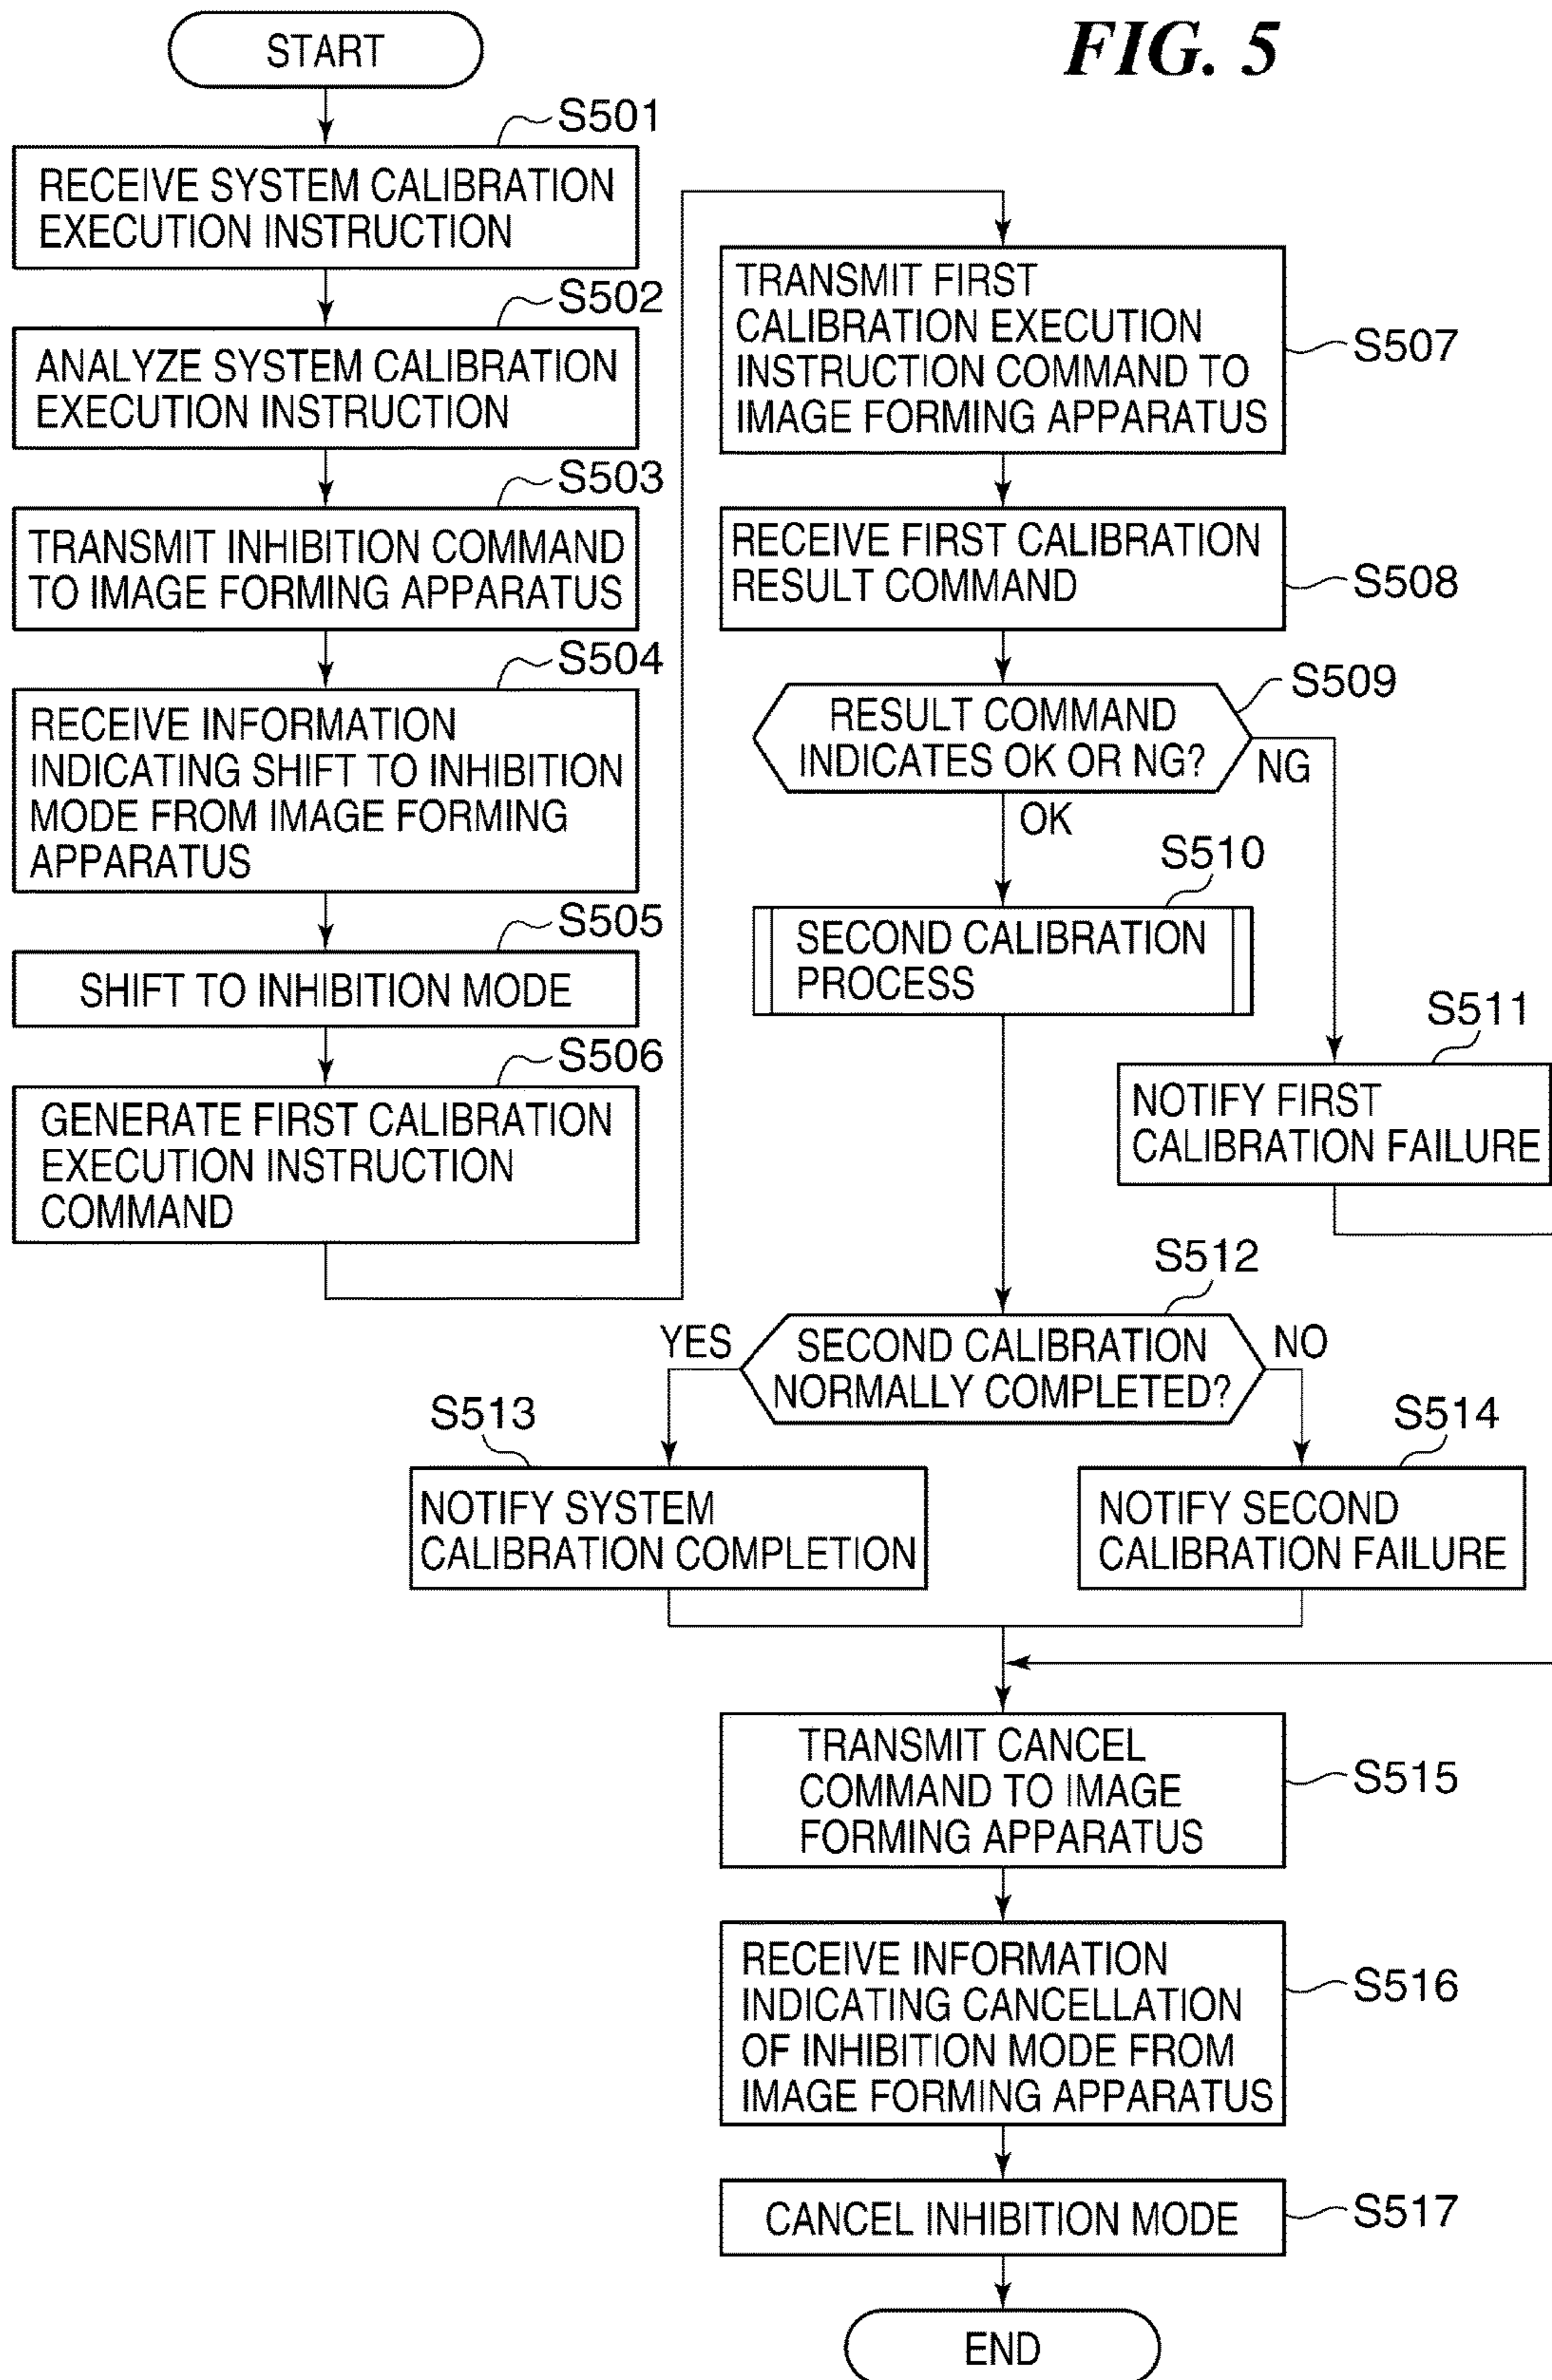 FIG. 5
START
S501
RECEIVE SYSTEM CALIBRATION
EXECUTION INSTRUCTION
S502
ANALYZE SYSTEM CALIBRATION
EXECUTION INSTRUCTION
S503
TRANSMIT INHIBITION COMMAND
TO IMAGE FORMING APPARATUS
S504
RECEIVE INFORMATION
INDICATING SHIFT TO INHIBITION
MODE FROM IMAGE FORMING
APPARATUS
S505
SHIFT TO INHIBITION MODE
S506
GENERATE FIRST CALIBRATION
EXECUTION INSTRUCTION
COMMAND
TRANSMIT FIRST
CALIBRATION EXECUTION
INSTRUCTION COMMAND TO
IMAGE FORMING APPARATUS
S507
RECEIVE FIRST CALIBRATION
RESULT COMMAND
S508
S509
RESULT COMMAND
INDICATES OK OR NG?
NG
OK
S510
SECOND CALIBRATION
PROCESS
S511
NOTIFY FIRST
CALIBRATION FAILURE
S512
SECOND CALIBRATION
NORMALLY COMPLETED?
YES
NO
S513
NOTIFY SYSTEM
CALIBRATION COMPLETION
S514
NOTIFY SECOND
CALIBRATION FAILURE
TRANSMIT CANCEL
COMMAND TO IMAGE
FORMING APPARATUS
S515
RECEIVE INFORMATION
INDICATING CANCELLATION
OF INHIBITION MODE FROM
IMAGE FORMING APPARATUS
S516
CANCEL INHIBITION MODE
S517
END